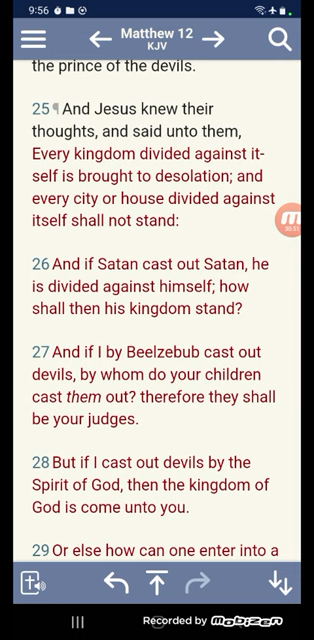 9:56
Matthew 12
KJV
the prince of the devils.
25 ¶ And Jesus knew their
thoughts, and said unto them,
Every kingdom divided against it-
self is brought to desolation; and
every city or house divided against
itself shall not stand:
26 And if Satan cast out Satan, he
is divided against himself; how
shall then his kingdom stand?
27 And if I by Beelzebub cast out
devils, by whom do your children
cast them out? therefore they shall
be your judges.
28 But if I cast out devils by the
Spirit of God, then the kingdom of
God is come unto you.
29 Or else how can one enter into a
Recorded by mobizen